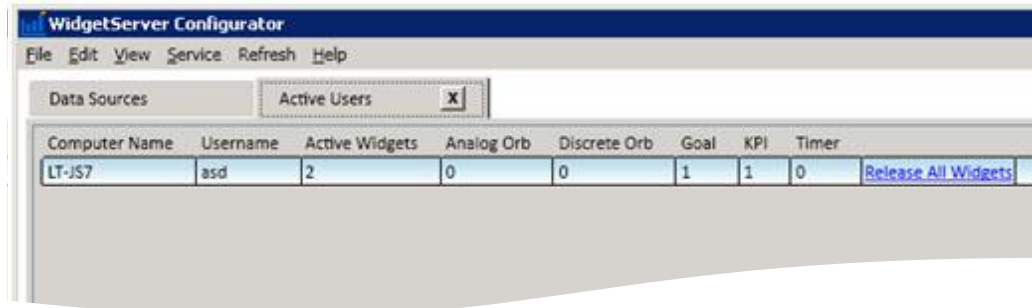 WidgetServer Configurator
File Edit View Service Refresh Help
Data Sources Active Users X
Computer Name Username Active Widgets Analog Orb Discrete Orb Goal KPI Timer
LT-JS7 asd 2 0 0 1 1 0 Release All Widgets